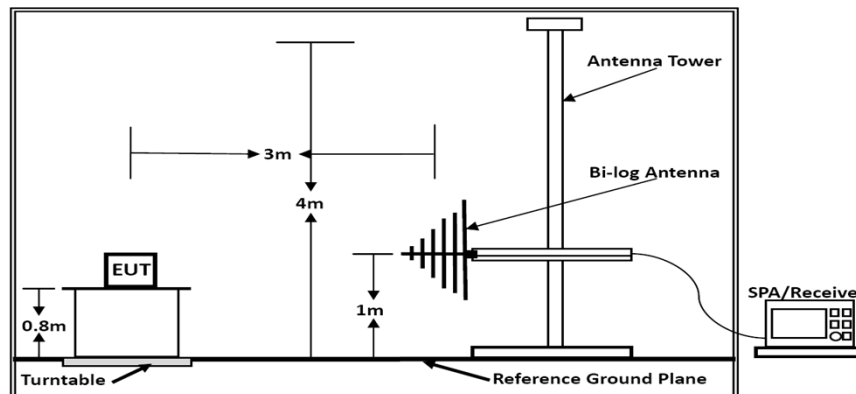 Antenna Tower
3m
Bi-log Antenna
4m
EUT
1m
SPA/Receive
0.8m
Turntable
Reference Ground Plane